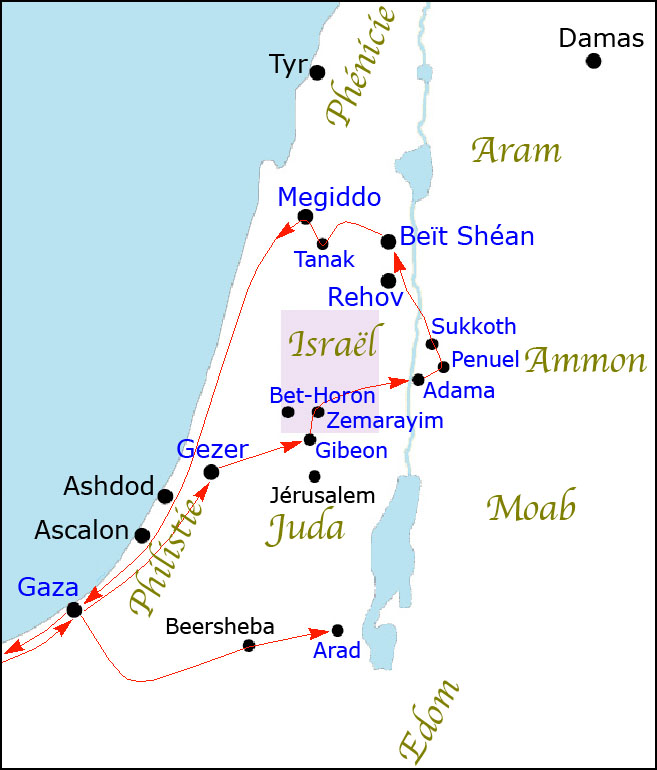 Phénicie
Damas
Tyr
Aram
Megiddo
Beït Shéan
Tanak
Rehov
Sukkoth
Israël
Penuel
Ammon
Adama
Bet-Horon
Zemarayim
Gibeon
Gezer
Ashdod
Jérusalem
Moab
Ascalon
Juda
Philistie
Gaza
Beersheba
Arad
Edom